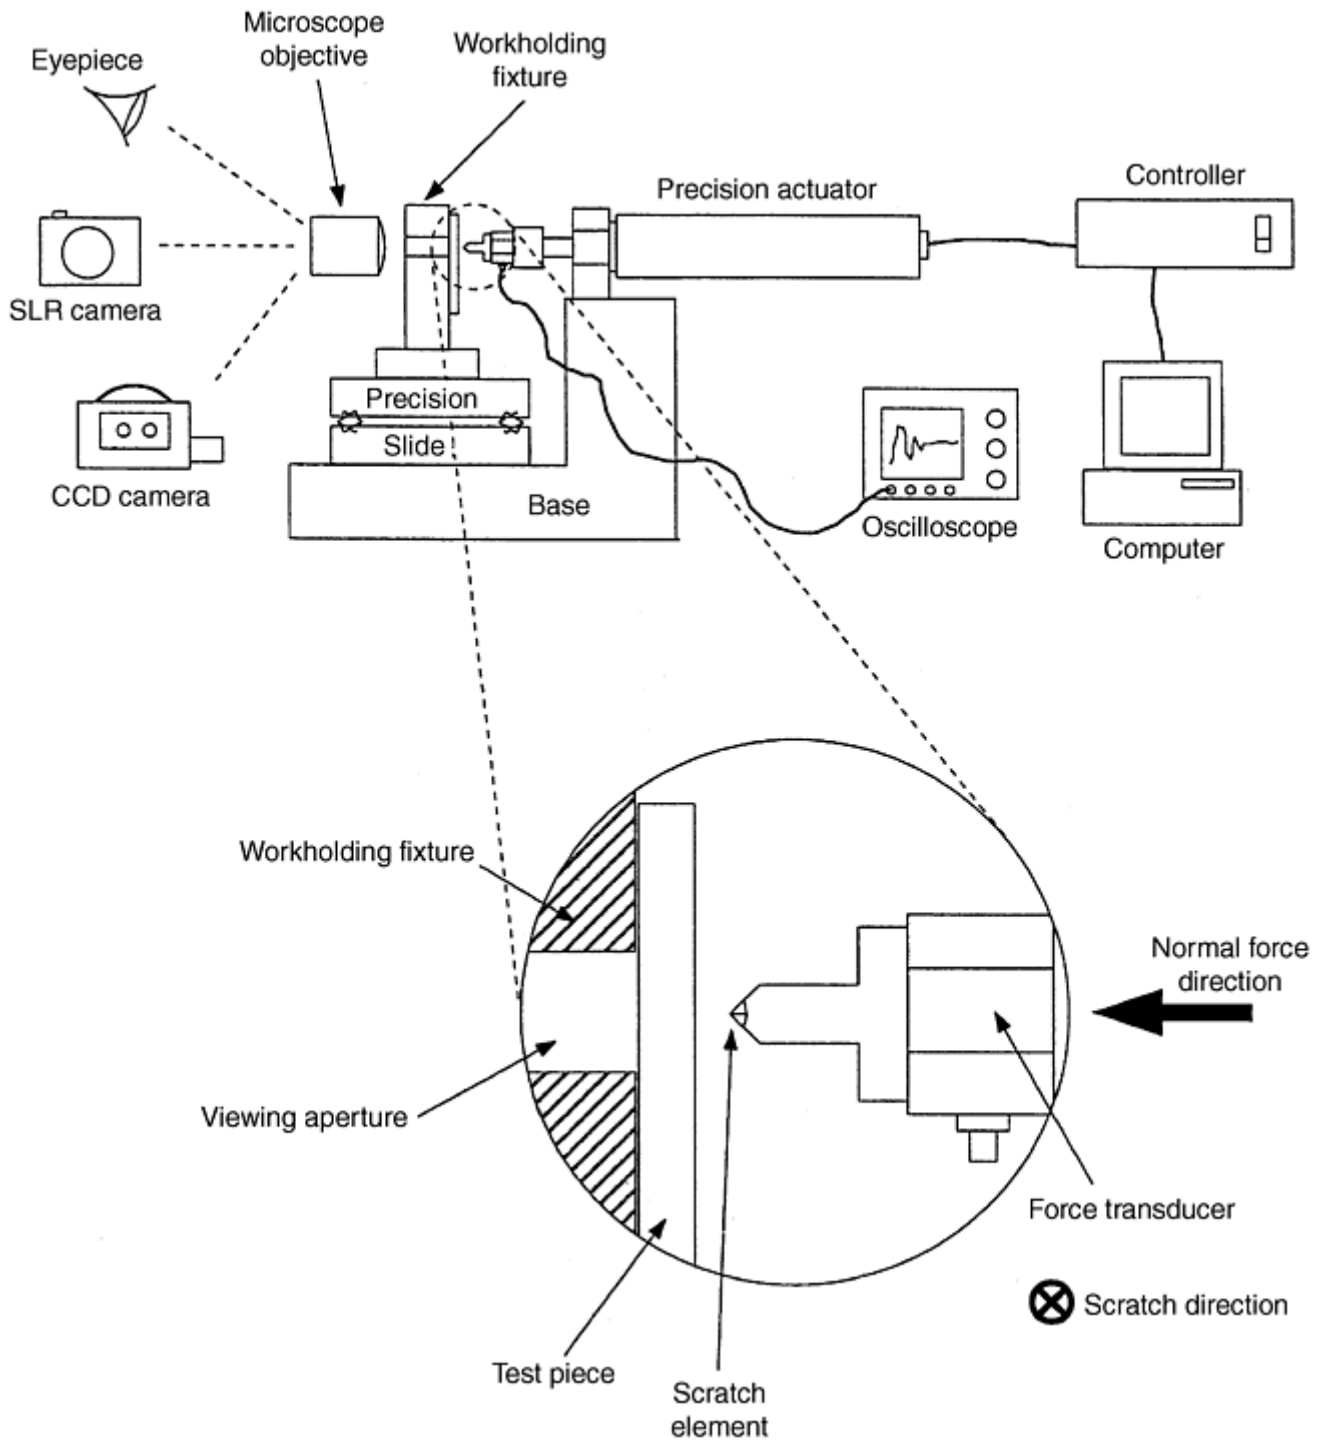 Microscope
objective
Workholding
fixture
Eyepiece
Precision actuator
Controller
SLR camera
Precision
Slide
CCD camera
Base
Oscilloscope
Computer
Workholding fixture
Normal force
direction
Viewing aperture
Force transducer
Scratch direction
Test piece
Scratch
element